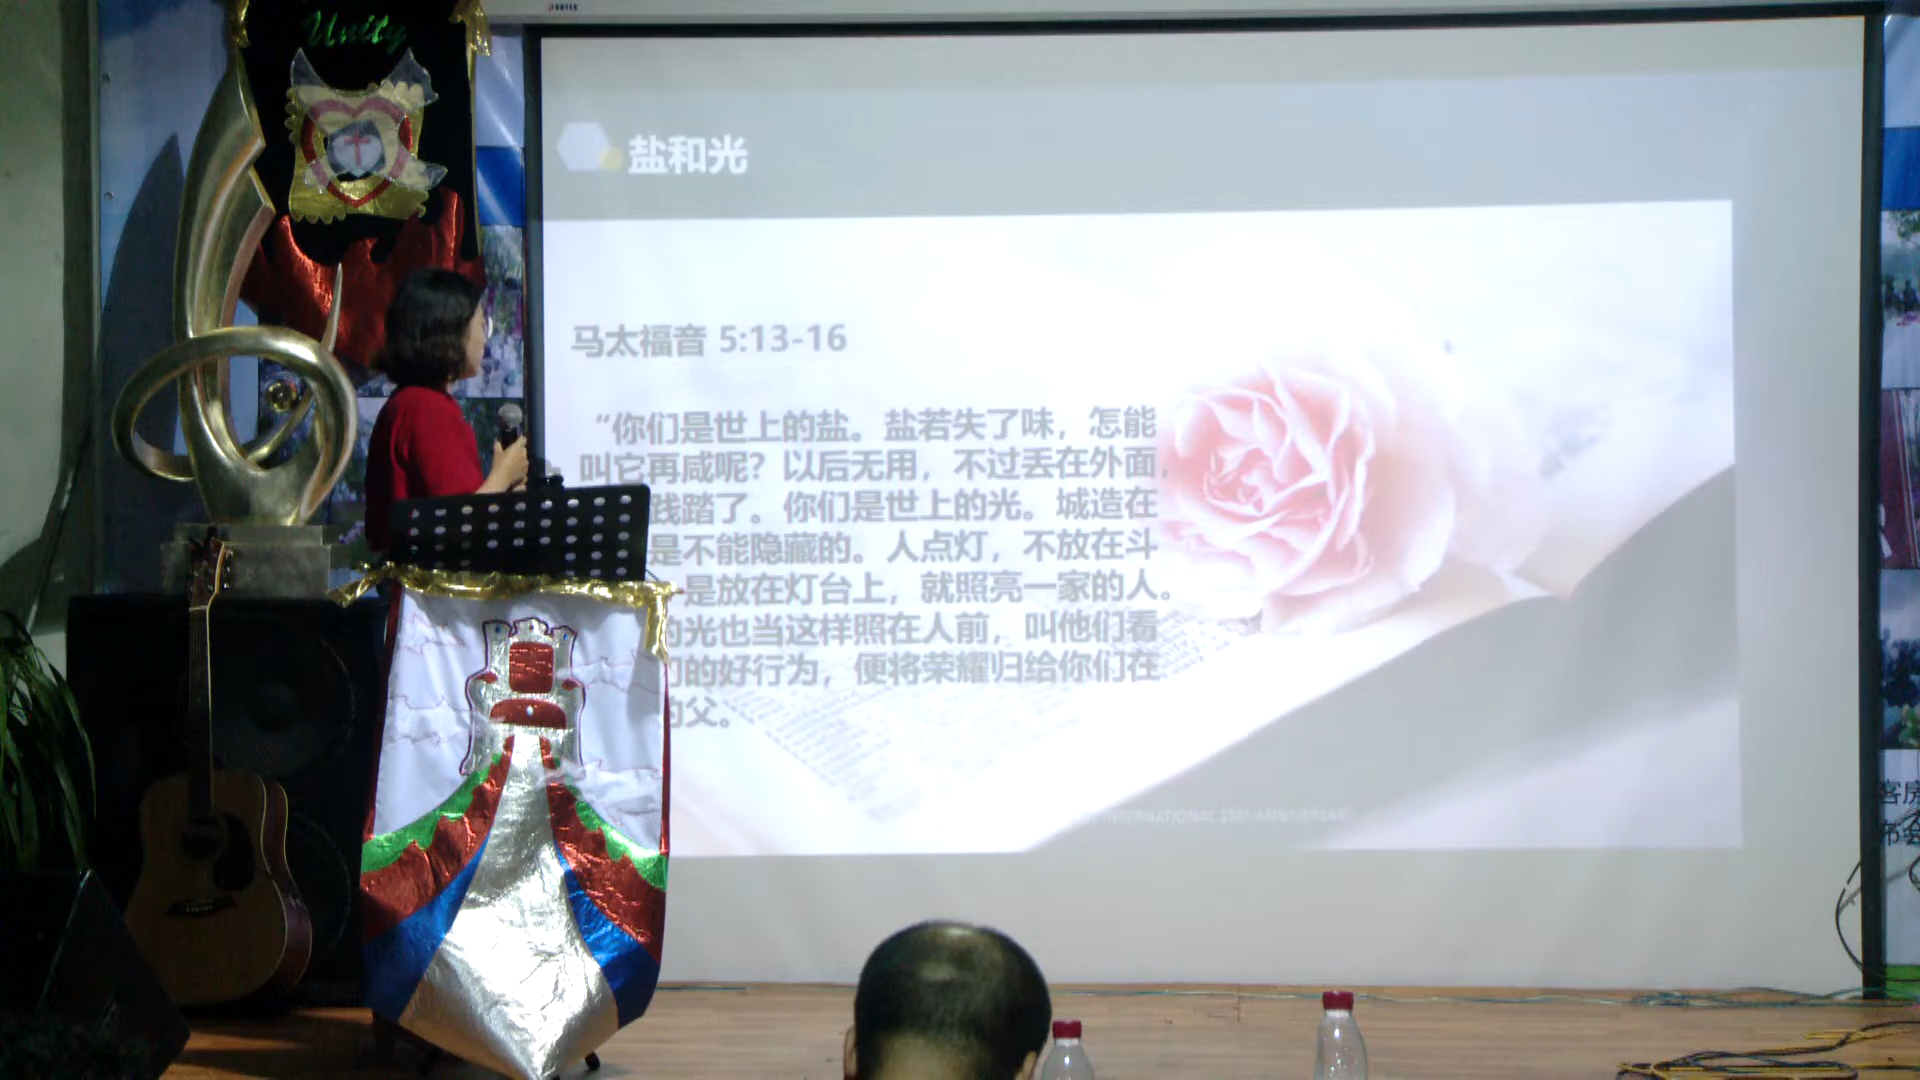 Unity
盐和光
马太福音 5:13-16
“你们是世上的盐。盐若失了味，怎能
叫它再咸呢？以后无用，不过丢在外面，
践踏了。你们是世上的光。城造在
是不能隐藏的。人点灯，不放在斗
是放在灯台上，就照亮一家的人。
的光也当这样照在人前，叫他们看
们的好行为，便将荣耀归给你们在
的父。
INTERNATIONAL
客房